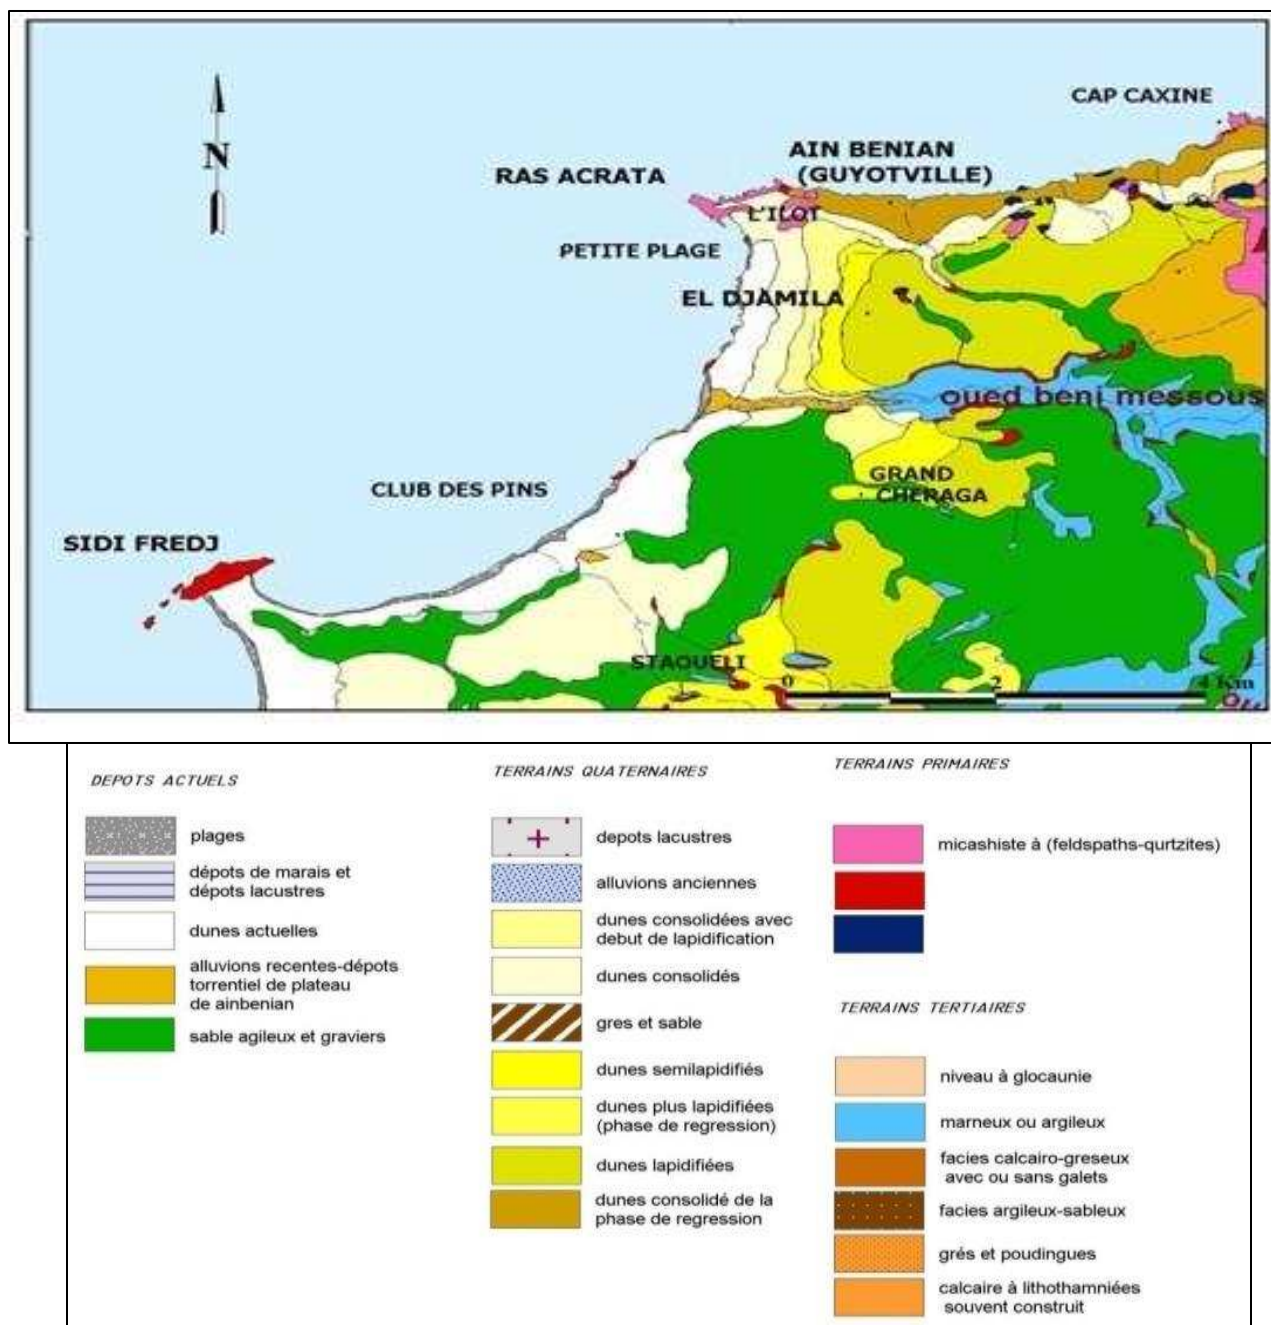 CAP CAXINE
N
AIN BENIAN
(GUYOTVILLE)
RAS ACRATA
L'ILOT
PETITE PLAGE
EL DJAMILA
oued beni messous
CLUB DES PINS
GRAND
CHERAGA
SIDI FREDJ
STAOUELI
0 2 4 Km
DEPOTS ACTUELS
plages
dépots de marais et
dépots lacustres
dunes actuelles
alluvions recentes-dépots
torrentiel de plateau
de ainbenian
sable agileux et graviers
TERRAINS QUATERNAIRES
depots lacustres
alluvions anciennes
dunes consolidées avec
debut de lapidification
dunes consolidés
gres et sable
dunes semilapidifiés
dunes plus lapidifiées
(phase de regression)
dunes lapidifiées
dunes consolidé de la
phase de regression
TERRAINS PRIMAIRES
micashiste à (feldspaths-qurtzites)
TERRAINS TERTIAIRES
niveau à glocaunie
marneux ou argileux
facies calcairo-greseux
avec ou sans galets
facies argileux-sableux
grés et poudingues
calcaire à lithothamniées
souvent construit